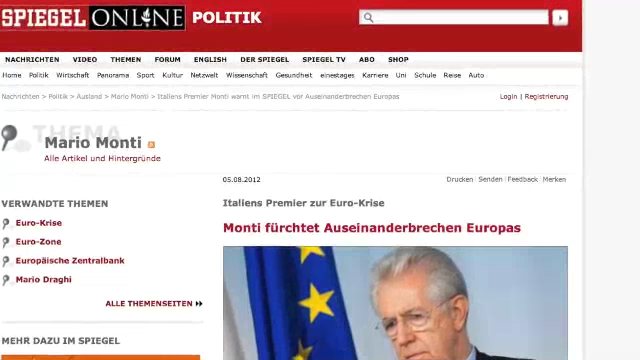 SPIEGEL ONLINE POLITIK
NACHRICHTEN VIDEO THEMEN FORUM ENGLISH DER SPIEGEL SPIEGEL TV ABO SHOP
Home Politik Wirtschaft Panorama Sport Kultur Netzwelt Wissenschaft Gesundheit einestages Karriere Uni Schule Reise Auto
Nachrichten > Politik > Ausland > Mario Monti > Italiens Premier Monti warnt im SPIEGEL vor Auseinanderbrechen Europas
Login | Registrierung
THEMA
Mario Monti
Alle Artikel und Hintergründe
05.08.2012
Drucken Senden Feedback Merken
VERWANDTE THEMEN
Euro-Krise
Euro-Zone
Europäische Zentralbank
Mario Draghi
ALLE THEMENSEITEN
MEHR DAZU IM SPIEGEL
Italiens Premier zur Euro-Krise
Monti fürchtet Auseinanderbrechen Europas